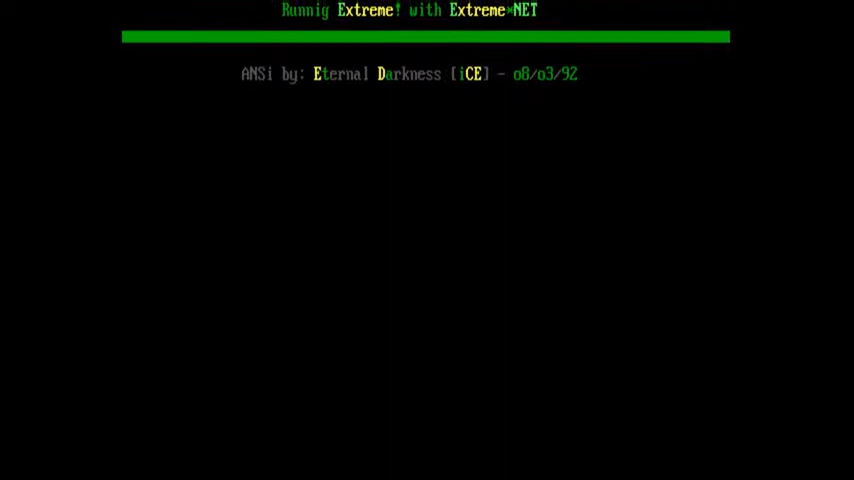 Runnig Extreme! with Extreme*NET
ANSi by: Eternal Darkness [iCE] - o8/o3/92